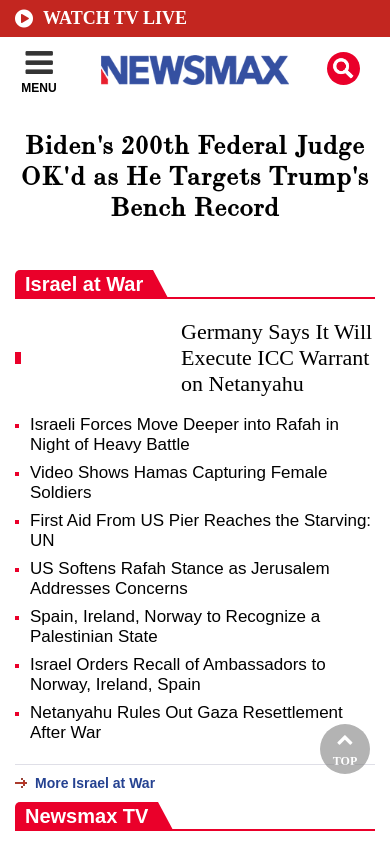 WATCH TV LIVE
MENU
NEWSMAX
Biden's 200th Federal Judge
OK'd as He Targets Trump's
Bench Record
Israel at War
Germany Says It Will
Execute ICC Warrant
on Netanyahu
Israeli Forces Move Deeper into Rafah in
Night of Heavy Battle
Video Shows Hamas Capturing Female
Soldiers
First Aid From US Pier Reaches the Starving:
UN
US Softens Rafah Stance as Jerusalem
Addresses Concerns
Spain, Ireland, Norway to Recognize a
Palestinian State
Israel Orders Recall of Ambassadors to
Norway, Ireland, Spain
Netanyahu Rules Out Gaza Resettlement
After War
TOP
More Israel at War
Newsmax TV